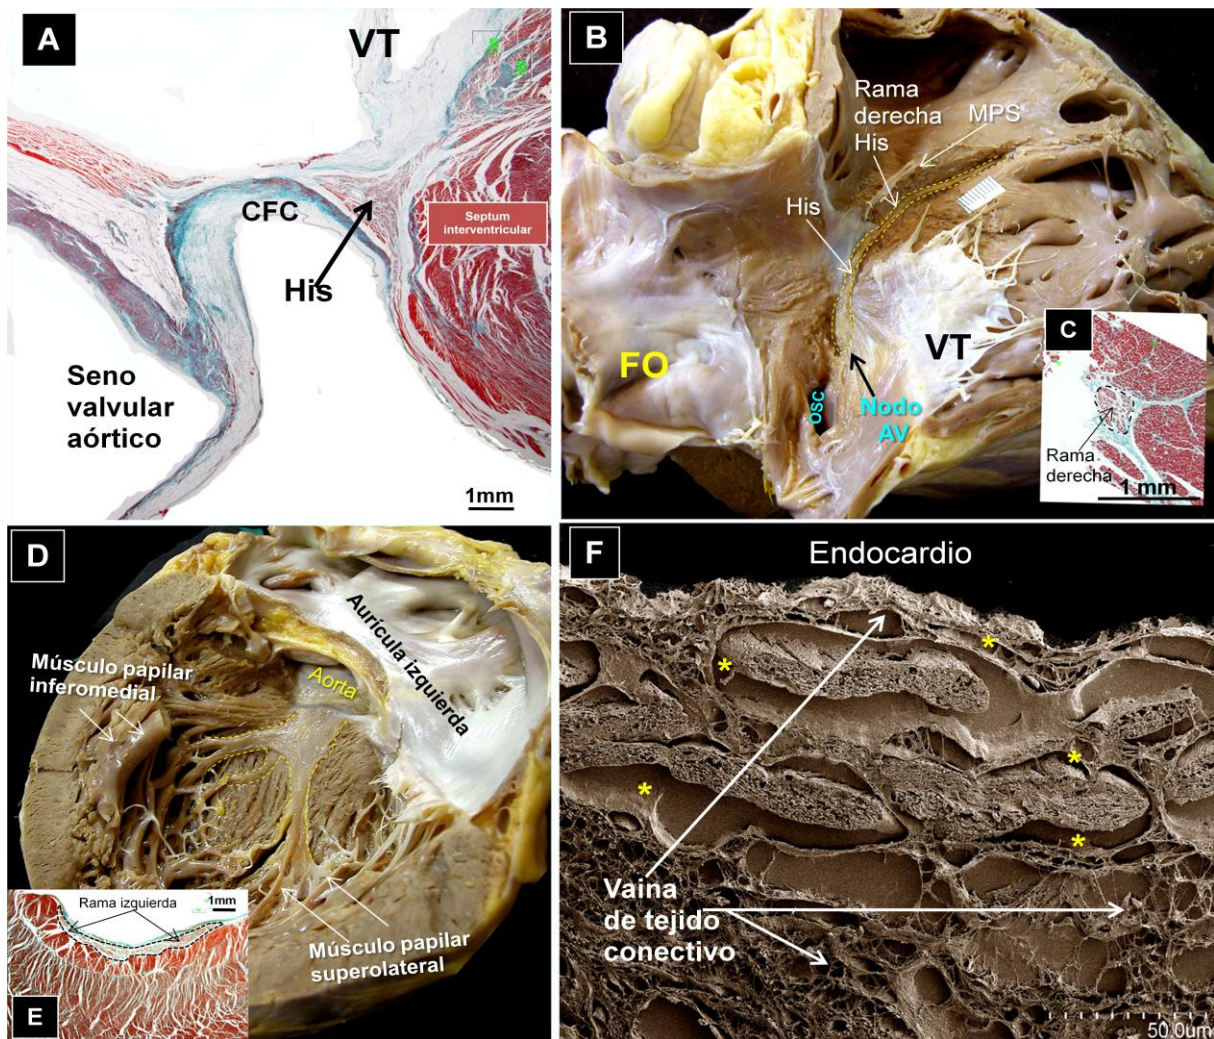 A
VT
CFC
Septum
interventricular
His
Seno
valvular
aórtico
1mm
B
Rama
derecha
His
MPS
His
FO
VT
osc
Nodo
AV
C
Rama
derecha
1 mm
D
Músculo papilar
inferomedial
Aorta
Aurícula izquierda
Músculo papilar
superolateral
Rama izquierda
1mm
E
F
Endocardio
*
*
*
*
*
Vaina
de tejido
conectivo
50.0um